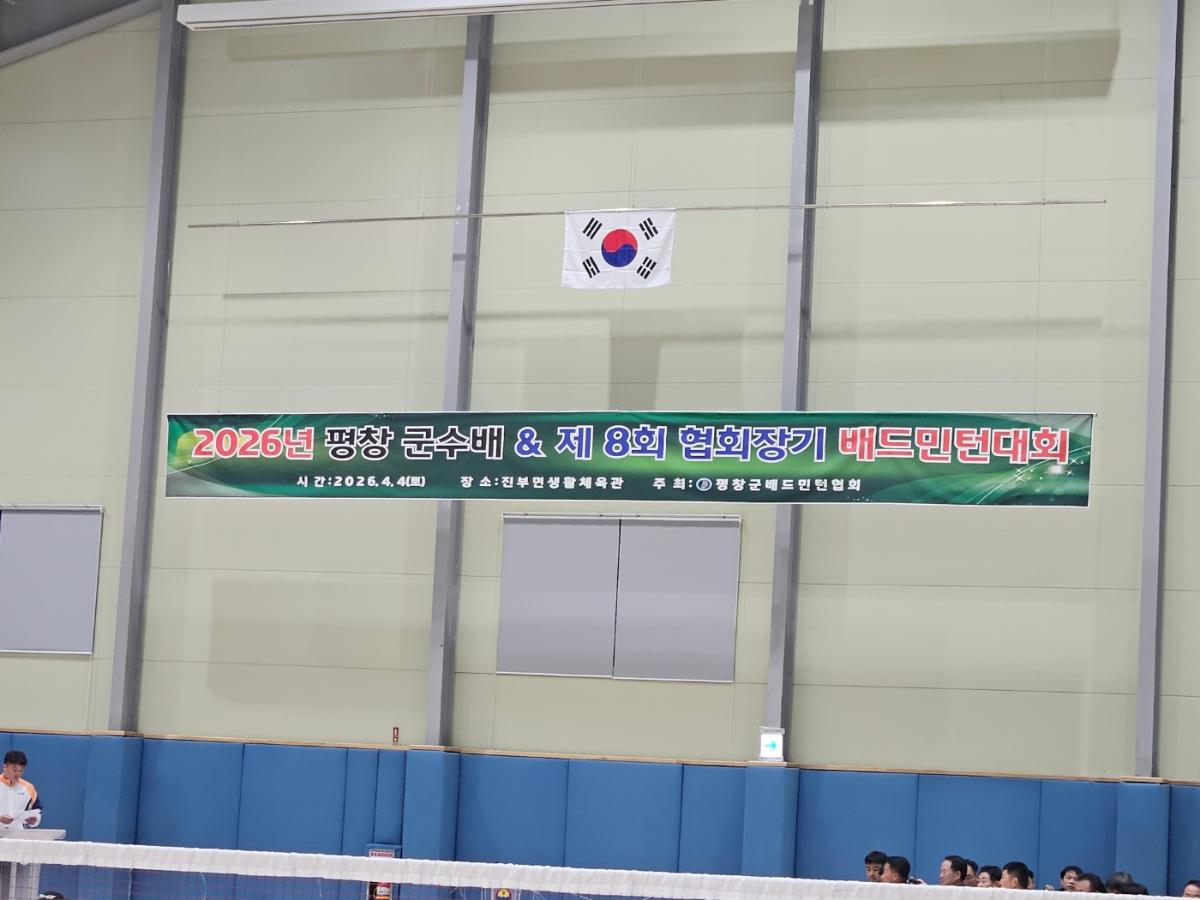 2026년 평창 군수배 & 제 8회 협회장기 배드민턴대회
시 간:2026.4.4(토) 장 소:진부면생활체육관 주 최: 평창군배드민턴협회